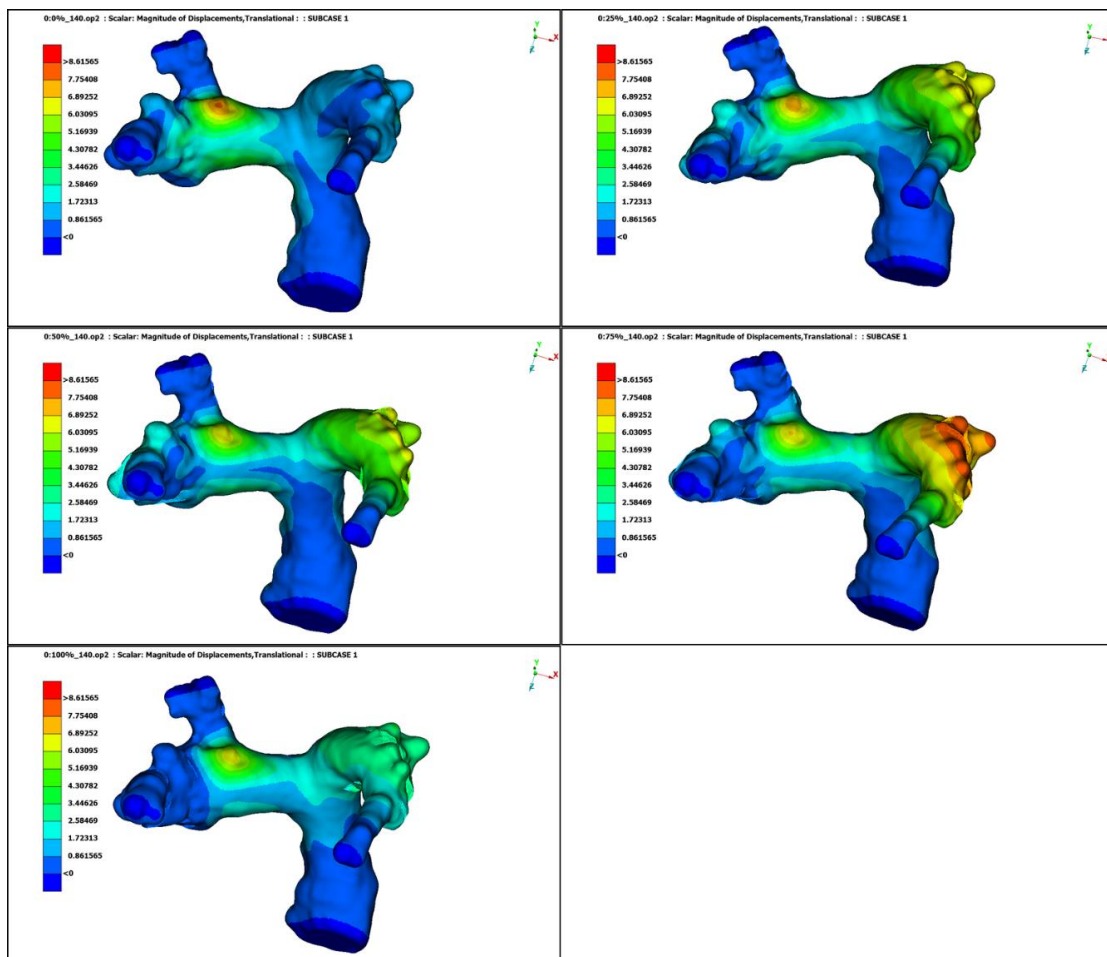 0:0%_140.op2 : Scalar: Magnitude of Displacements,Translational : : SUBCASE 1
>8.61565
7.75408
6.89252
6.03095
5.16939
4.30782
3.44626
2.58469
1.72313
0.861565
<0
Y
X
Z
0:25%_140.op2 : Scalar: Magnitude of Displacements,Translational : : SUBCASE 1
>8.61565
7.75408
6.89252
6.03095
5.16939
4.30782
3.44626
2.58469
1.72313
0.861565
<0
Y
X
Z
0:50%_140.op2 : Scalar: Magnitude of Displacements,Translational : : SUBCASE 1
>8.61565
7.75408
6.89252
6.03095
5.16939
4.30782
3.44626
2.58469
1.72313
0.861565
<0
Y
X
Z
0:75%_140.op2 : Scalar: Magnitude of Displacements,Translational : : SUBCASE 1
>8.61565
7.75408
6.89252
6.03095
5.16939
4.30782
3.44626
2.58469
1.72313
0.861565
<0
Y
X
Z
0:100%_140.op2 : Scalar: Magnitude of Displacements,Translational : : SUBCASE 1
>8.61565
7.75408
6.89252
6.03095
5.16939
4.30782
3.44626
2.58469
1.72313
0.861565
<0
Y
X
Z